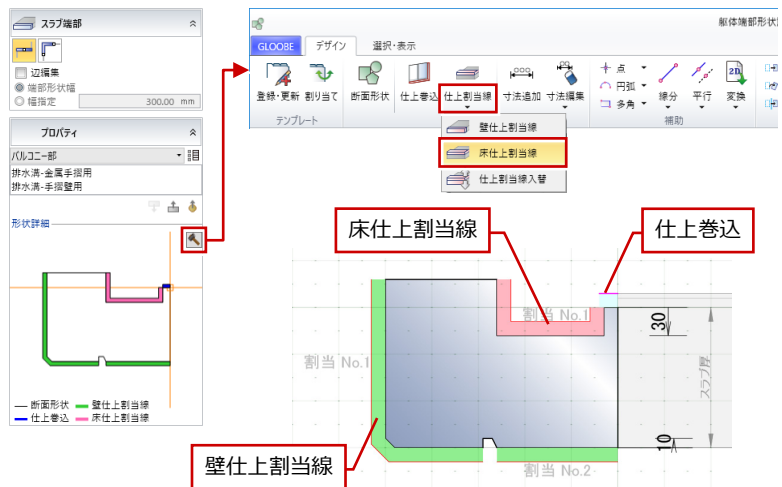 スラブ端部
辺編集
端部形状幅
幅指定
300.00 mm
プロパティ
バルコニー部
排水溝-金属手摺用
排水溝-手摺壁用
形状詳細
断面形状
壁仕上割当線
仕上巻込
床仕上割当線
躯体端部形状
GLOOBE
デザイン
選択・表示
登録・更新
割り当て
断面形状
仕上巻込
仕上割当線
寸法追加
寸法編集
点
円弧
多角
線分
平行
2D
変換
テンプレート
補助
壁仕上割当線
床仕上割当線
仕上割当線入替
床仕上割当線
仕上巻込
割当 No.1
30
割当 No.1
スラブ厚
10
壁仕上割当線
割当 No.2